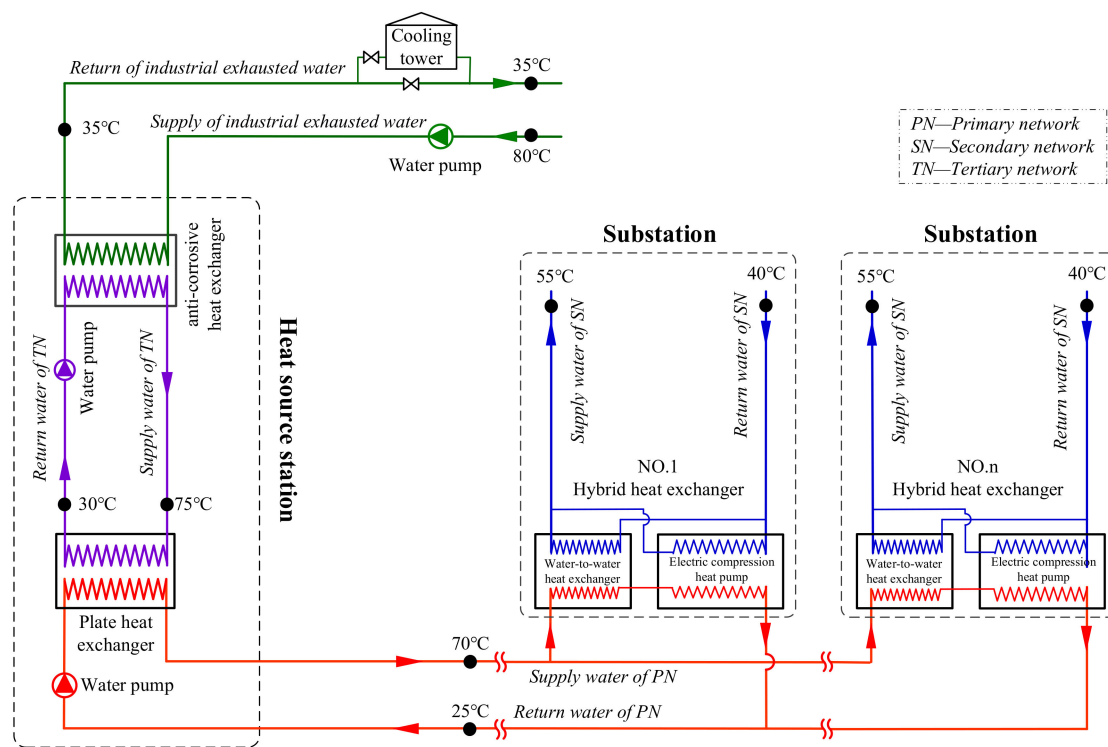 Cooling
tower
Return of industrial exhausted water
35℃
35℃
Supply of industrial exhausted water
Water pump
80℃
PN—Primary network
SN—Secondary network
TN—Tertiary network
anti-corrosive
heat exchanger
Heat source station
Return water of TN
Water pump
Supply water of TN
30℃
75℃
Plate heat
exchanger
Water pump
Substation
55℃
40℃
Supply water of SN
Return water of SN
NO.1
Hybrid heat exchanger
Water-to-water
heat exchanger
Electric compression
heat pump
Substation
55℃
40℃
Supply water of SN
Return water of SN
NO.n
Hybrid heat exchanger
Water-to-water
heat exchanger
Electric compression
heat pump
70℃
Supply water of PN
25℃
Return water of PN